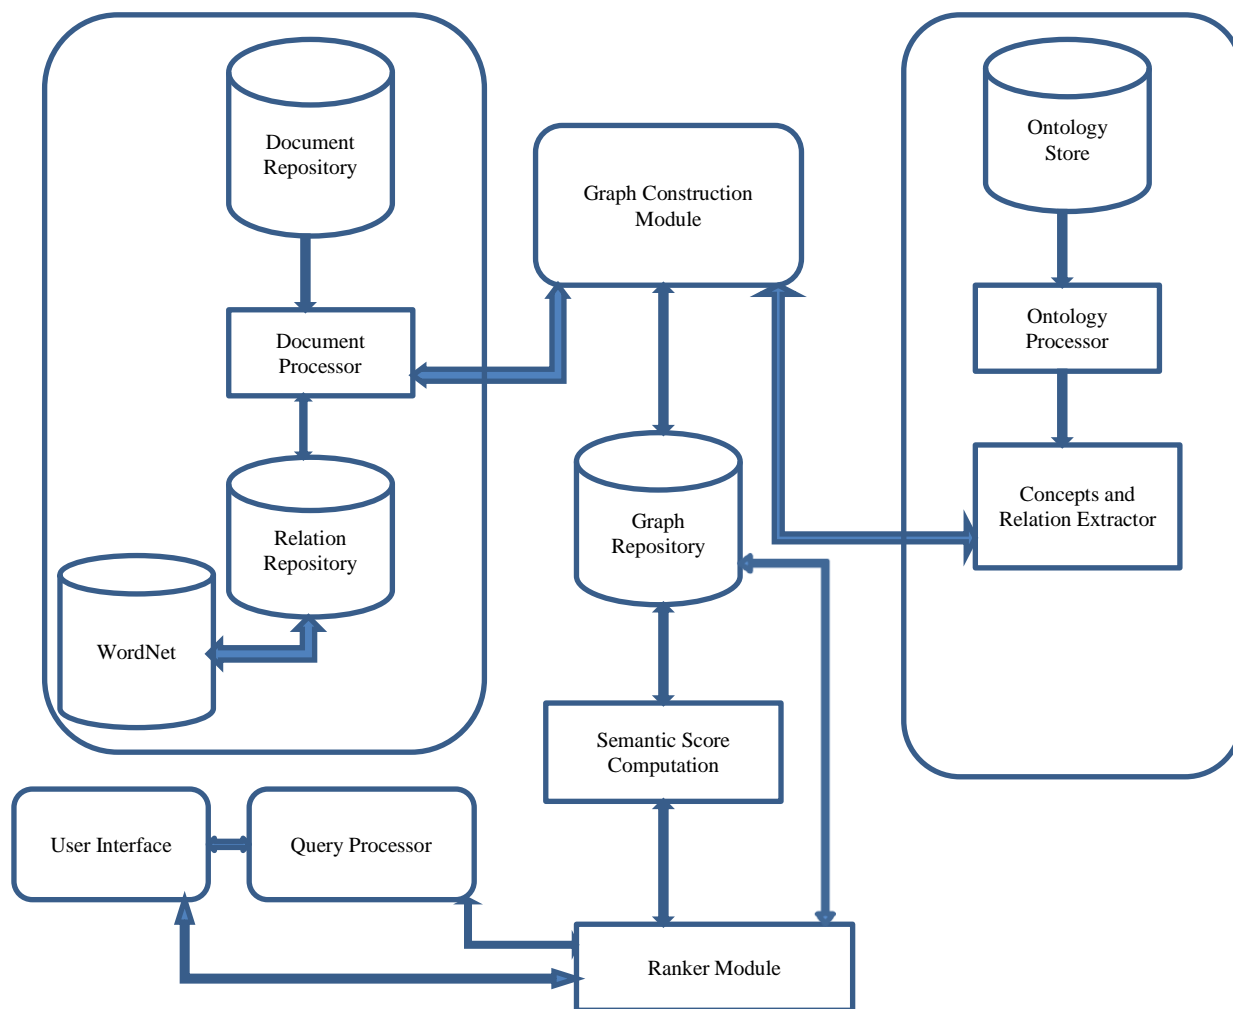 Document
Repository
Ontology
Store
Graph Construction
Module
Document
Processor
Ontology
Processor
Relation
Repository
Graph
Repository
Concepts and
Relation Extractor
WordNet
Semantic Score
Computation
User Interface
Query Processor
Ranker Module